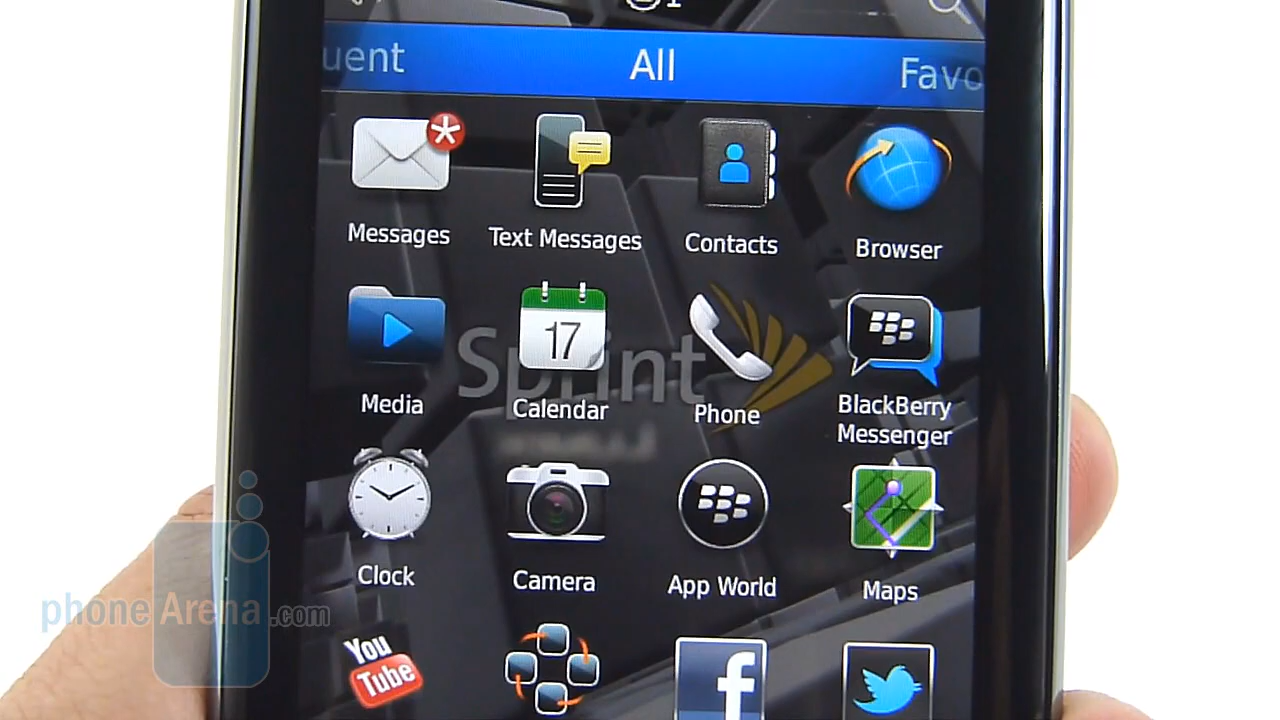 1
uent All Favo
Messages Text Messages Contacts Browser
17
Sprint
Media Calendar Phone BlackBerry
Messenger
Clock Camera App World Maps
phoneArena.com
You
Tube
f